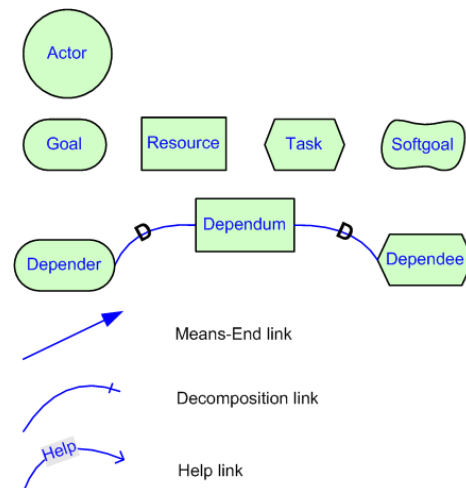 Actor
Goal
Resource
Task
Softgoal
D
Dependum
D
Depender
Dependee
Means-End link
Decomposition link
Help
Help link